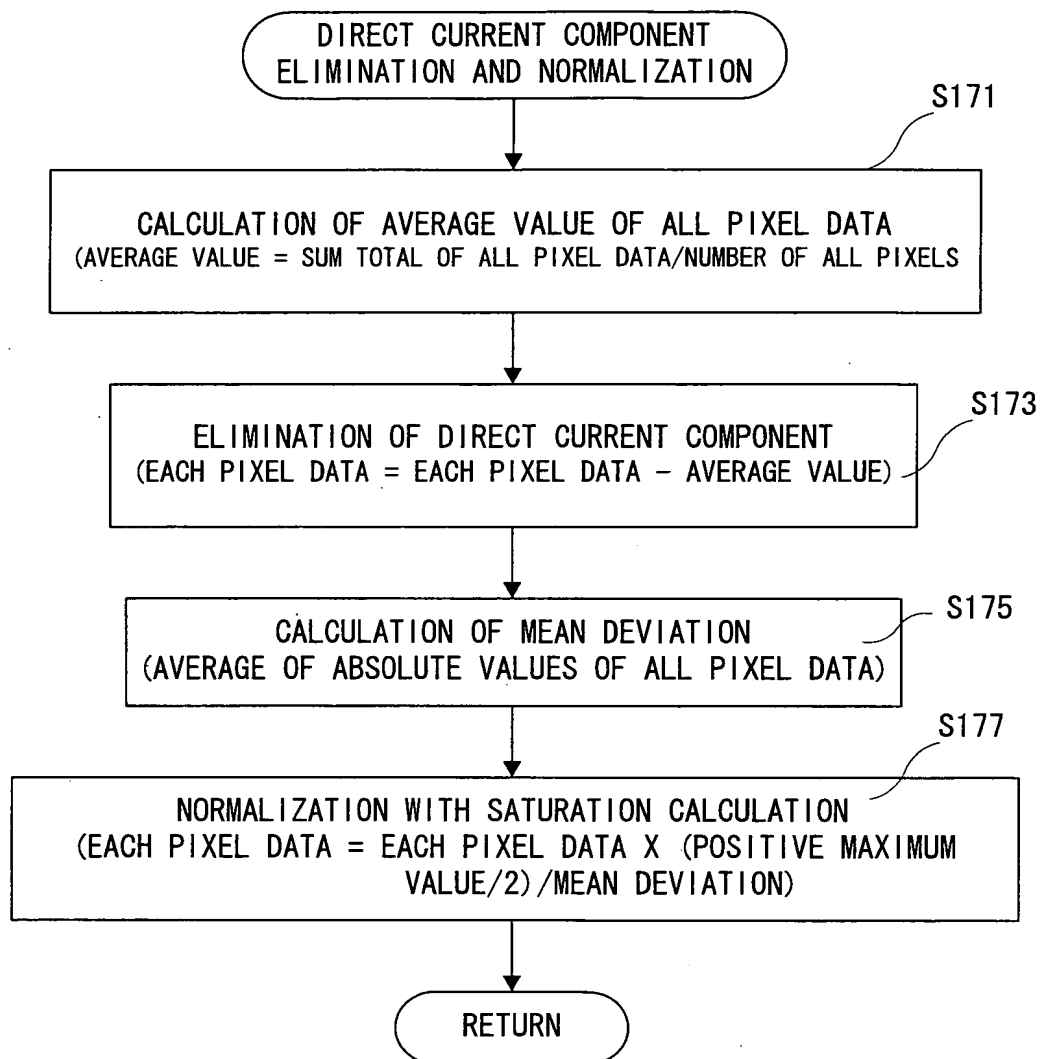 DIRECT CURRENT COMPONENT
ELIMINATION AND NORMALIZATION
S171
CALCULATION OF AVERAGE VALUE OF ALL PIXEL DATA
(AVERAGE VALUE = SUM TOTAL OF ALL PIXEL DATA/NUMBER OF ALL PIXELS
S173
ELIMINATION OF DIRECT CURRENT COMPONENT
(EACH PIXEL DATA = EACH PIXEL DATA - AVERAGE VALUE)
S175
CALCULATION OF MEAN DEVIATION
(AVERAGE OF ABSOLUTE VALUES OF ALL PIXEL DATA)
S177
NORMALIZATION WITH SATURATION CALCULATION
(EACH PIXEL DATA = EACH PIXEL DATA X (POSITIVE MAXIMUM
VALUE/2)/MEAN DEVIATION)
RETURN